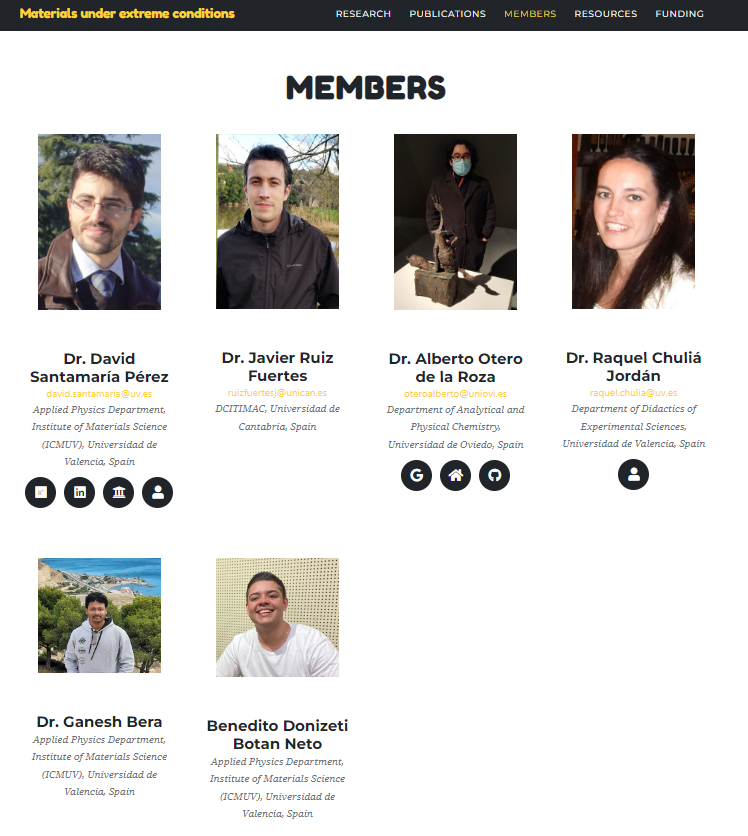 Materials under extreme conditions
RESEARCH PUBLICATIONS MEMBERS RESOURCES FUNDING
MEMBERS
Dr. David
Santamaría Pérez
david.santamaria@uv.es
Applied Physics Department,
Institute of Materials Science
(ICMUV), Universidad de
Valencia, Spain
Dr. Javier Ruiz
Fuertes
ruizfuertesj@unican.es
DCITIMAC, Universidad de
Cantabria, Spain
Dr. Alberto Otero
de la Roza
oteroalberto@uniovi.es
Department of Analytical and
Physical Chemistry,
Universidad de Oviedo, Spain
Dr. Raquel Chuliá
Jordán
raquel.chulia@uv.es
Department of Didactics of
Experimental Sciences,
Universidad de Valencia, Spain
Dr. Ganesh Bera
Applied Physics Department,
Institute of Materials Science
(ICMUV), Universidad de
Valencia, Spain
Benedito Donizeti
Botan Neto
Applied Physics Department,
Institute of Materials Science
(ICMUV), Universidad de
Valencia, Spain